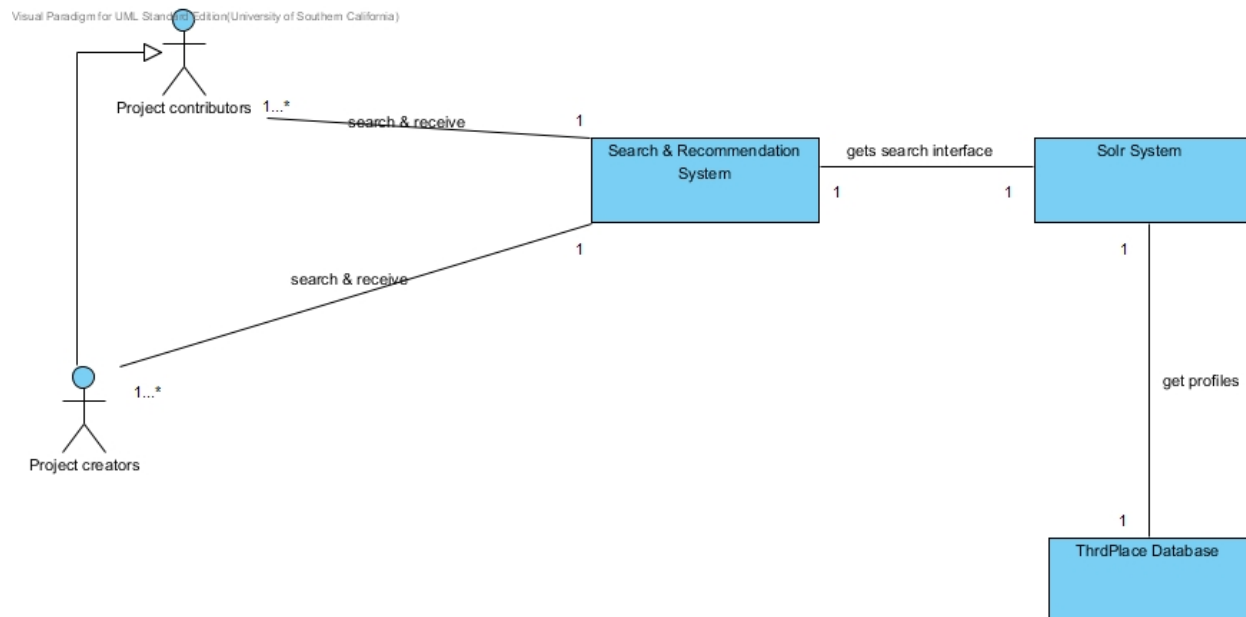 Visual Paradigm for UML Standard Edition(University of Southern California)
Project contributors
1...*
search & receive
1
Search & Recommendation
System
gets search interface
1
1
Solr System
1
search & receive
1
get profiles
1...*
Project creators
1
ThrdPlace Database